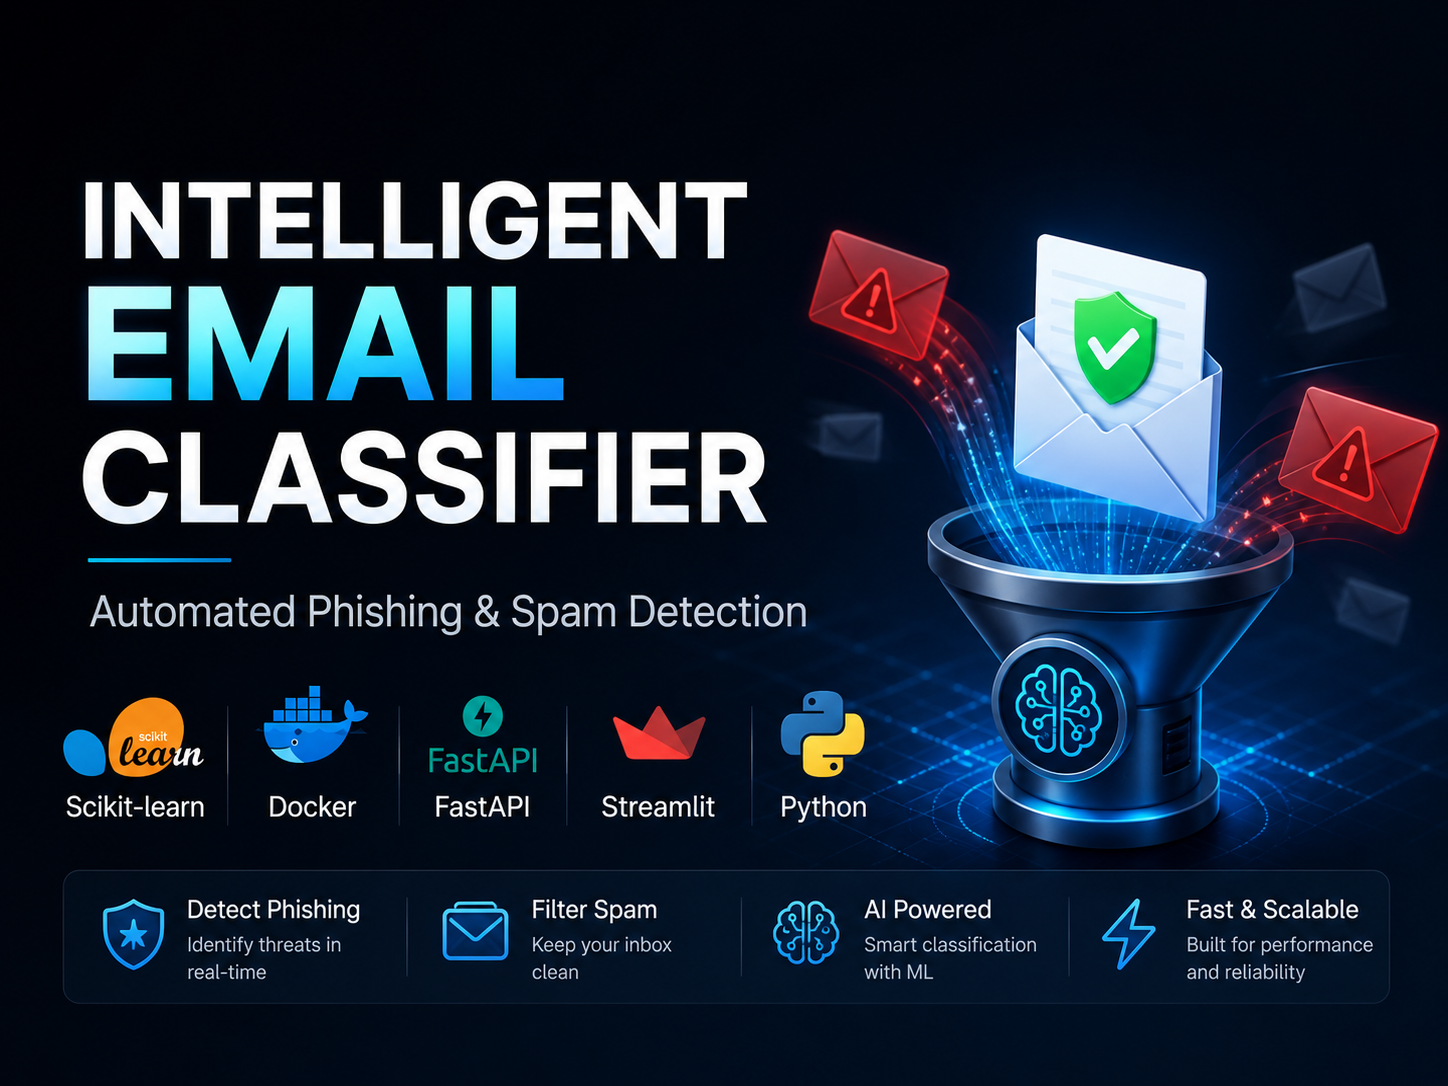 INTELLIGENT
EMAIL
CLASSIFIER
Automated Phishing & Spam Detection
scikit
learn
FastAPI
Scikit-learn
Docker
FastAPI
Streamlit
Python
Detect Phishing
Identify threats in
real-time
Filter Spam
Keep your inbox
clean
AI Powered
Smart classification
with ML
Fast & Scalable
Built for performance
and reliability